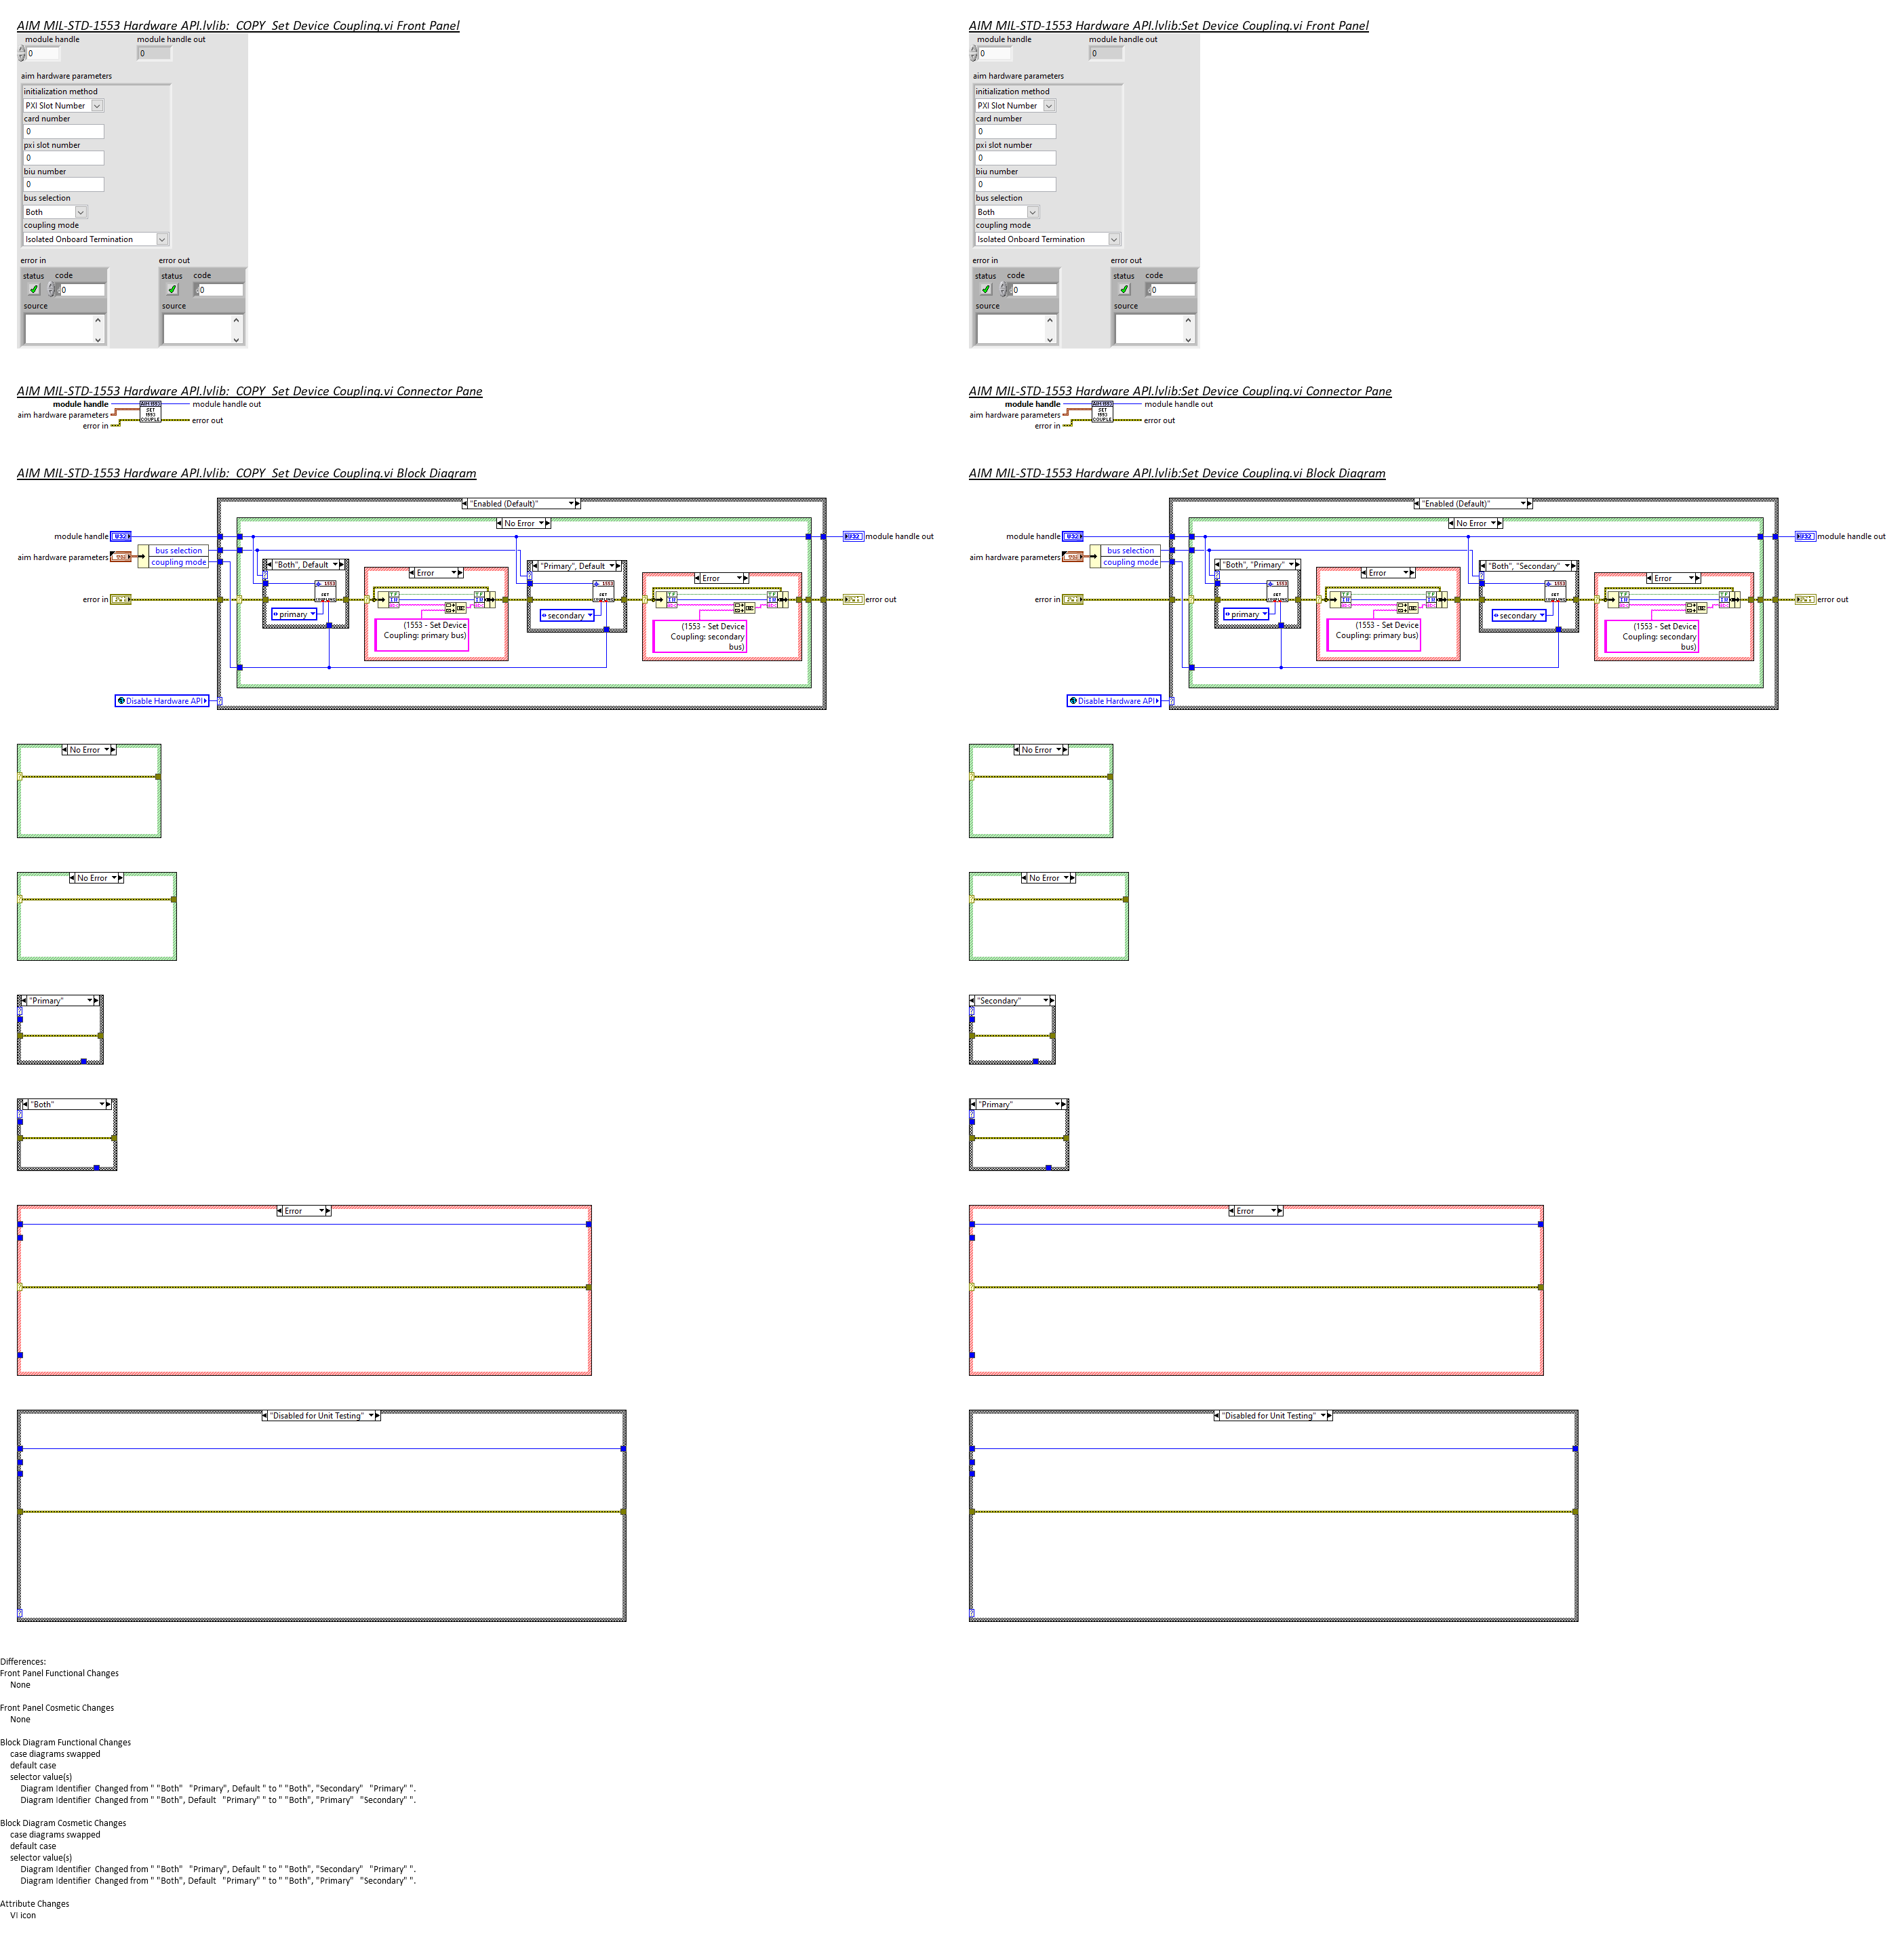 AIM MIL-STD-1553 Hardware API.lvlib:  COPY  Set Device Coupling.vi Front Panel
module handle
module handle out
0
0
aim hardware parameters
initialization method
PXI Slot Number
card number
0
pxi slot number
0
biu number
0
bus selection
Both
coupling mode
Isolated Onboard Termination
error in
error out
status code
status code
0
0
source
source
AIM MIL-STD-1553 Hardware API.lvlib:Set Device Coupling.vi Front Panel
module handle
module handle out
0
0
aim hardware parameters
initialization method
PXI Slot Number
card number
0
pxi slot number
0
biu number
0
bus selection
Both
coupling mode
Isolated Onboard Termination
error in
error out
status code
status code
0
0
source
source
AIM MIL-STD-1553 Hardware API.lvlib:  COPY  Set Device Coupling.vi Connector Pane
module handle
module handle out
aim hardware parameters
error in
error out
SET
1553
COUPLE
AIM MIL-STD-1553 Hardware API.lvlib:Set Device Coupling.vi Connector Pane
module handle
module handle out
aim hardware parameters
error in
error out
SET
1553
COUPLE
AIM MIL-STD-1553 Hardware API.lvlib:  COPY  Set Device Coupling.vi Block Diagram
"Enabled (Default)"
No Error
module handle
U32
U32
module handle out
aim hardware parameters
bus selection
coupling mode
"Both", Default
Error
"Primary", Default
Error
error in
error out
primary
secondary
(1553 - Set Device
Coupling: primary bus)
(1553 - Set Device
Coupling: secondary
bus)
Disable Hardware API
AIM MIL-STD-1553 Hardware API.lvlib:Set Device Coupling.vi Block Diagram
"Enabled (Default)"
No Error
module handle
U32
U32
module handle out
aim hardware parameters
bus selection
coupling mode
"Both", "Primary"
Error
"Both", "Secondary"
Error
error in
error out
primary
secondary
(1553 - Set Device
Coupling: primary bus)
(1553 - Set Device
Coupling: secondary
bus)
Disable Hardware API
No Error
No Error
No Error
No Error
"Primary"
"Secondary"
"Both"
"Primary"
Error
Error
"Disabled for Unit Testing"
"Disabled for Unit Testing"
Differences:
Front Panel Functional Changes
None
Front Panel Cosmetic Changes
None
Block Diagram Functional Changes
case diagrams swapped
default case
selector value(s)
Diagram Identifier  Changed from " "Both"   "Primary", Default " to " "Both", "Secondary"   "Primary" ".
Diagram Identifier  Changed from " "Both", Default   "Primary" " to " "Both", "Primary"   "Secondary" ".
Block Diagram Cosmetic Changes
case diagrams swapped
default case
selector value(s)
Diagram Identifier  Changed from " "Both"   "Primary", Default " to " "Both", "Secondary"   "Primary" ".
Diagram Identifier  Changed from " "Both", Default   "Primary" " to " "Both", "Primary"   "Secondary" ".
Attribute Changes
VI icon